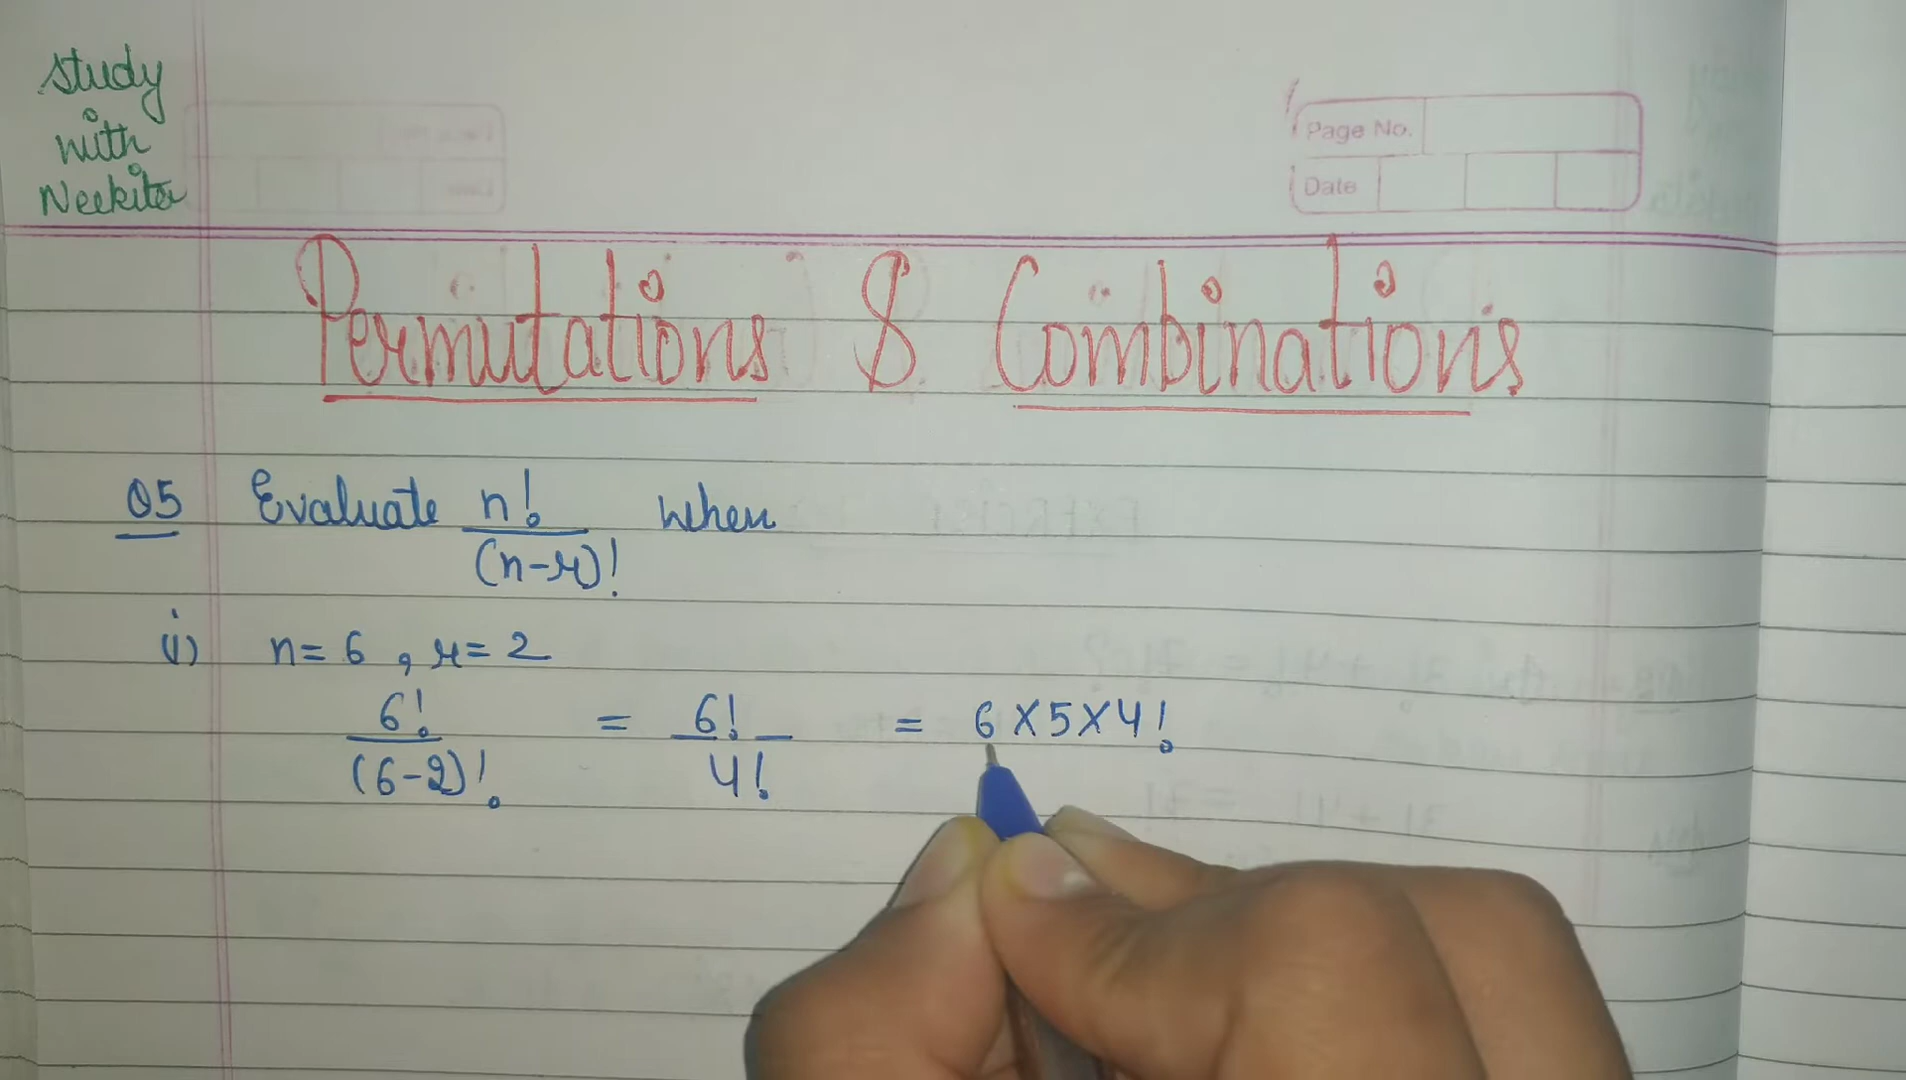 Study
with
Neekita
Page No.
Date
Permutations & Combinations
Q5 Evaluate n! / (n-r)! when
(i) n = 6 , r = 2
6! / (6-2)! = 6! / 4! = 6 X 5 X 4!